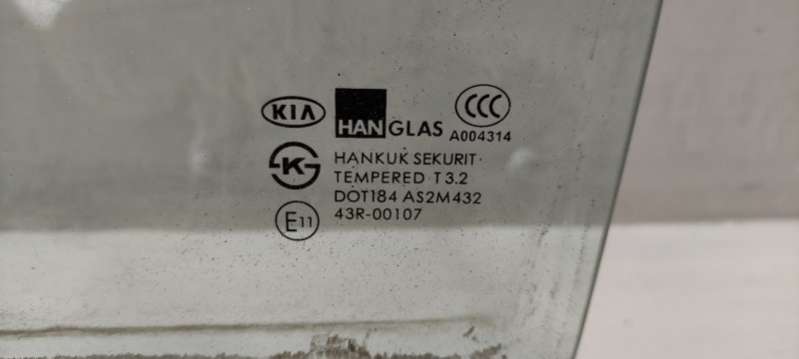 KIA
HANGLAS
CCC
A004314
K
HANKUK SEKURIT·
TEMPERED T3.2
DOT184 AS2M432
E11
43R-00107